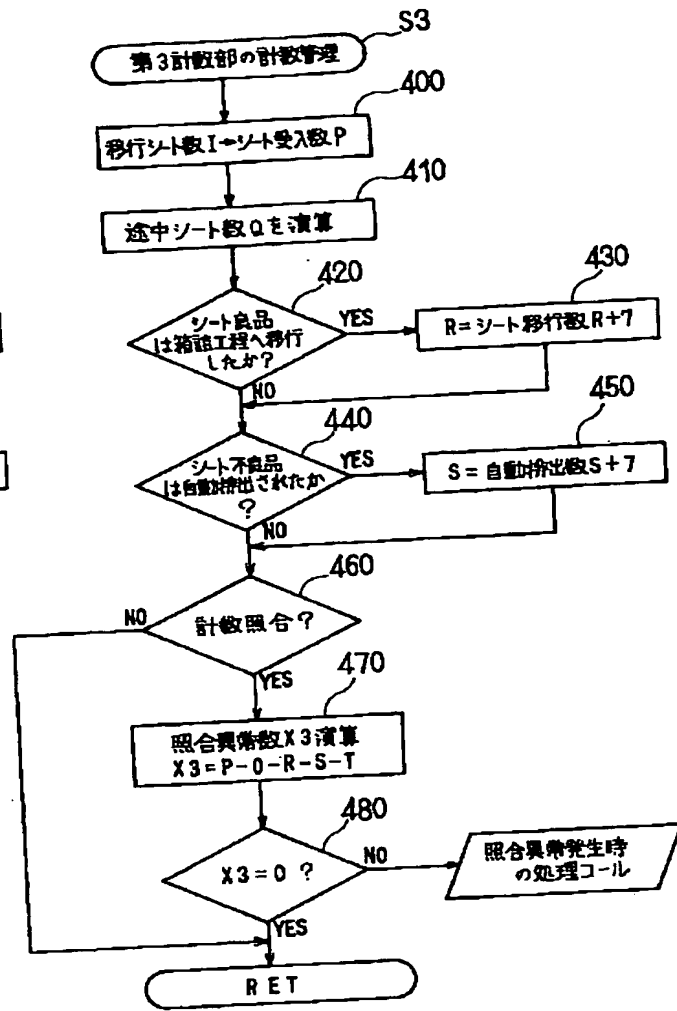 S3
第3計数部の計数管理
400
移行シート数I→シート受入数P
410
途中シート数Qを演算
420
シート良品
は箱詰工程へ移行
したか?
YES
430
R=シート移行数R+7
NO
440
シート不良品
は自動排出されたか
?
YES
450
S=自動排出数S+7
NO
460
計数照合?
NO
YES
470
照合異常数X3演算
X3=P-Q-R-S-T
480
X3=0 ?
NO
照合異常発生時
の処理コール
YES
RET